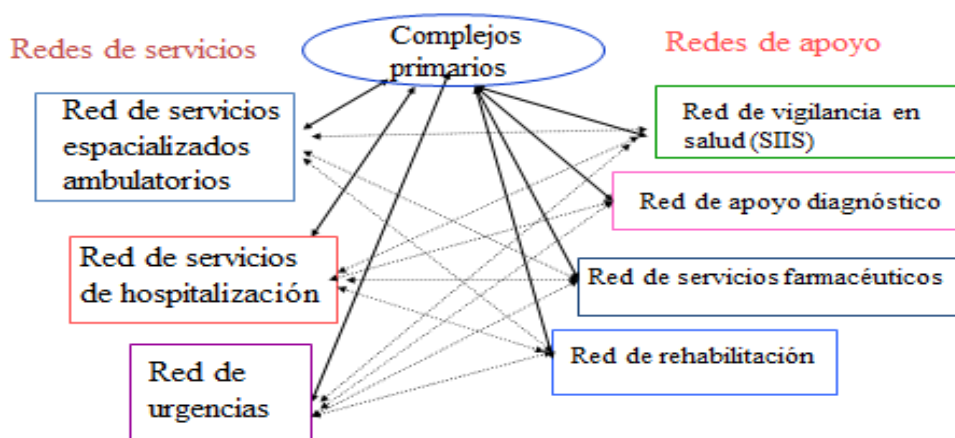 Redes de servicios
Complejos
primarios
Redes de apoyo
Red de servicios
espacializados
ambulatorios
Red de vigilancia en
salud (SIIS)
Red de apoyo diagnóstico
Red de servicios
de hospitalización
Red de servicios farmacéuticos
Red de
urgencias
Red de rehabilitación